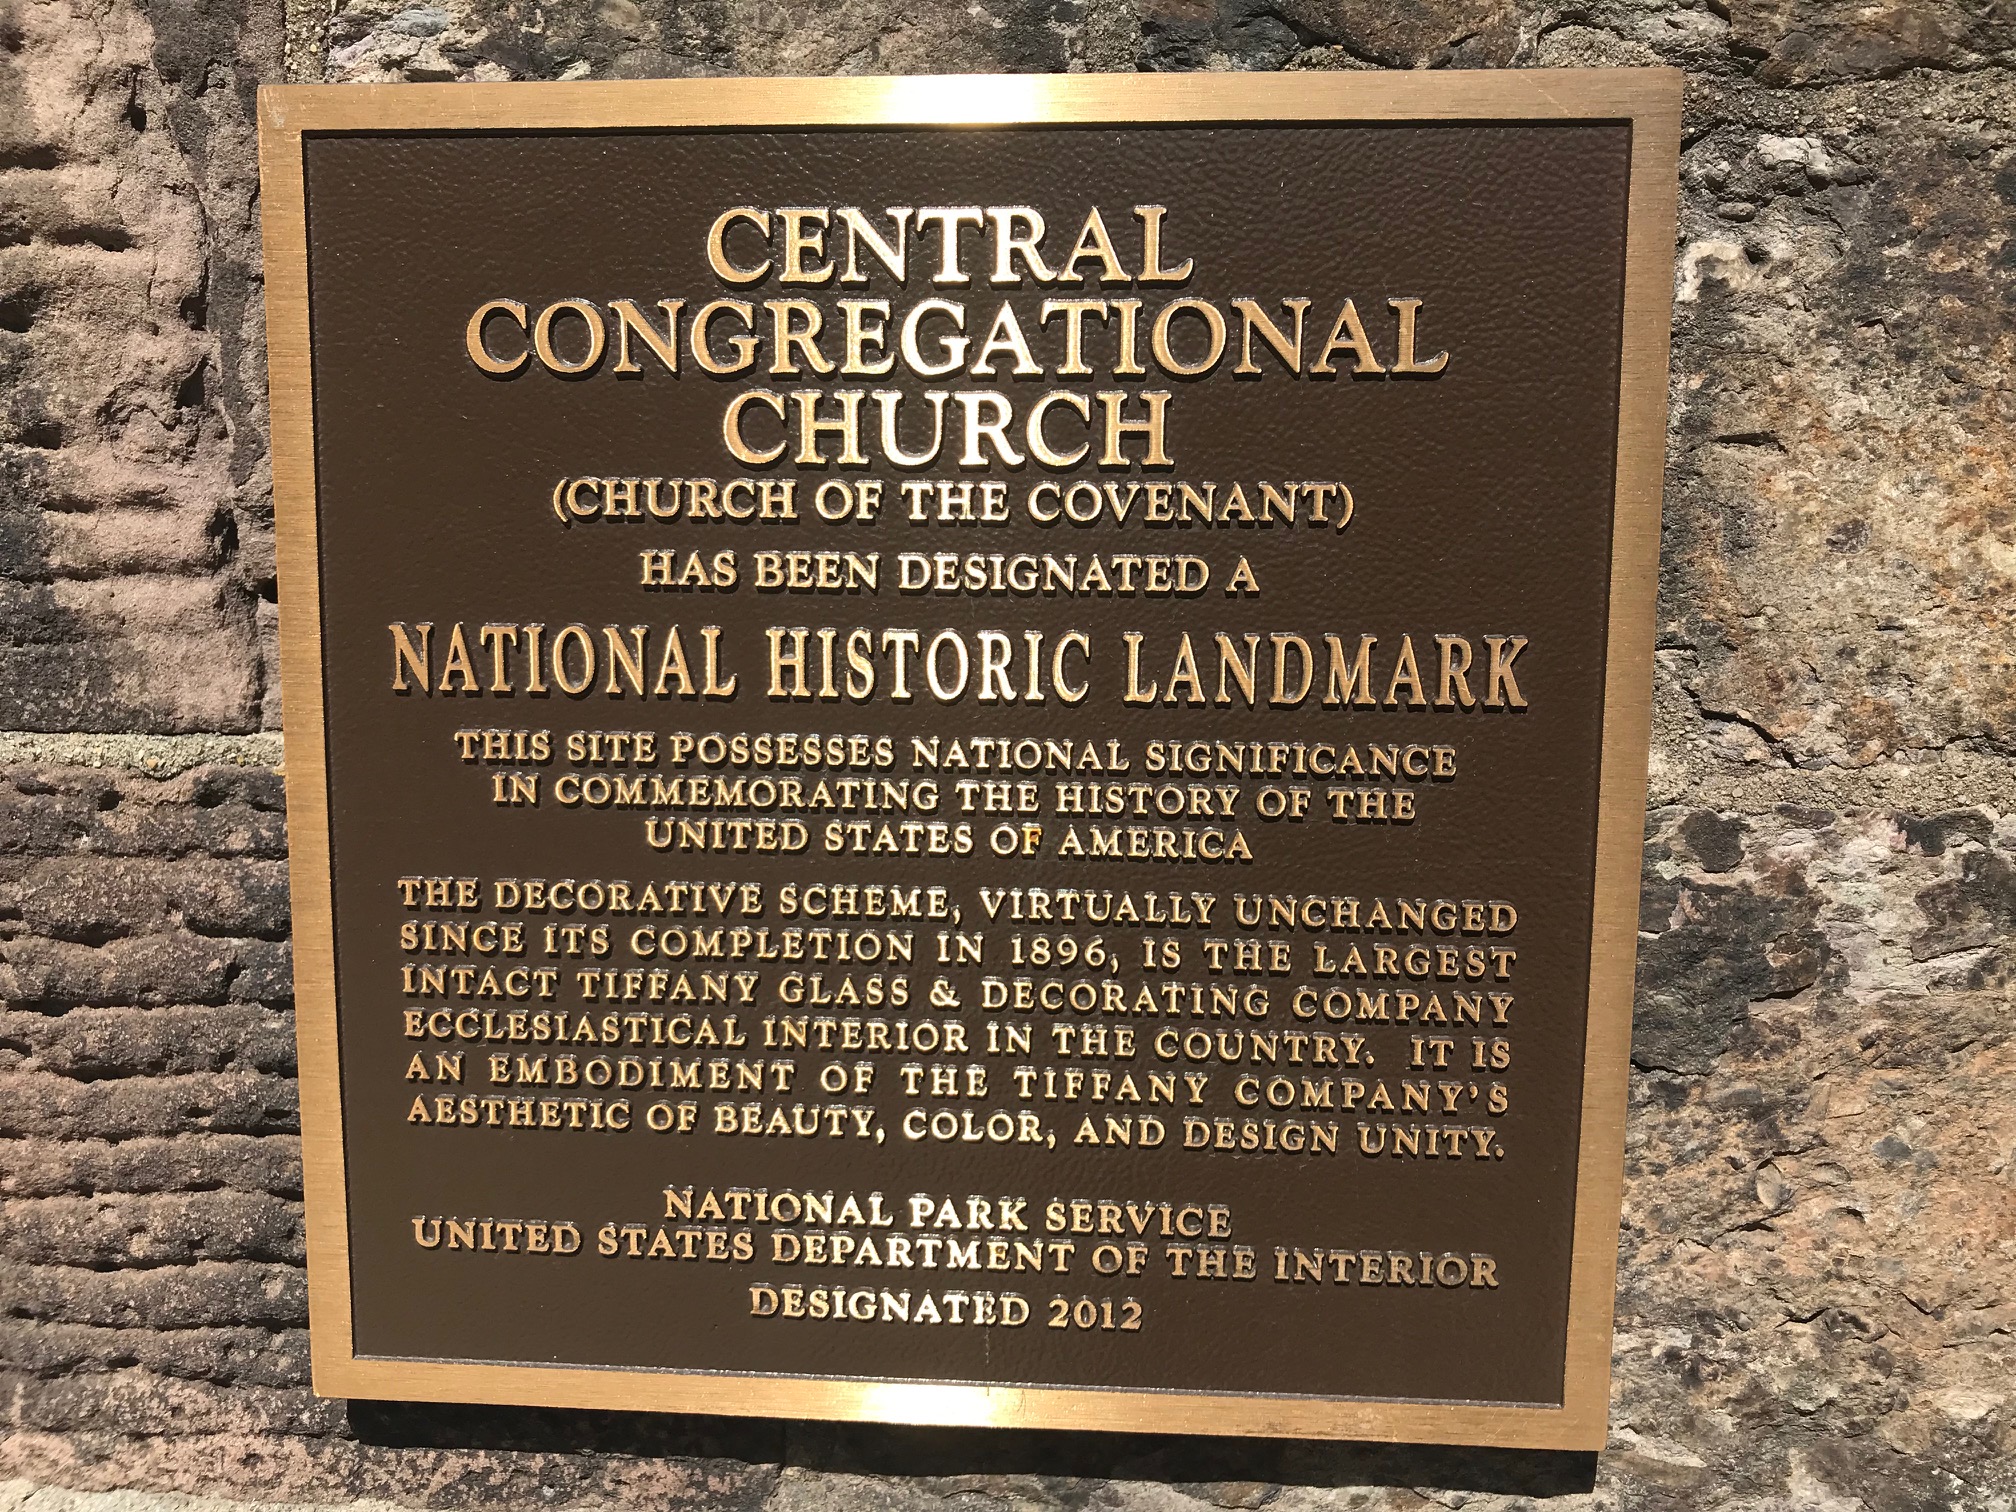 CENTRAL
CONGREGATIONAL
CHURCH
(CHURCH OF THE COVENANT)
HAS BEEN DESIGNATED A
NATIONAL HISTORIC LANDMARK
THIS SITE POSSESSES NATIONAL SIGNIFICANCE
IN COMMEMORATING THE HISTORY OF THE
UNITED STATES OF AMERICA
THE DECORATIVE SCHEME, VIRTUALLY UNCHANGED
SINCE ITS COMPLETION IN 1896, IS THE LARGEST
INTACT TIFFANY GLASS & DECORATING COMPANY
ECCLESIASTICAL INTERIOR IN THE COUNTRY. IT IS
AN EMBODIMENT OF THE TIFFANY COMPANY'S
AESTHETIC OF BEAUTY, COLOR, AND DESIGN UNITY.
NATIONAL PARK SERVICE
UNITED STATES DEPARTMENT OF THE INTERIOR
DESIGNATED 2012